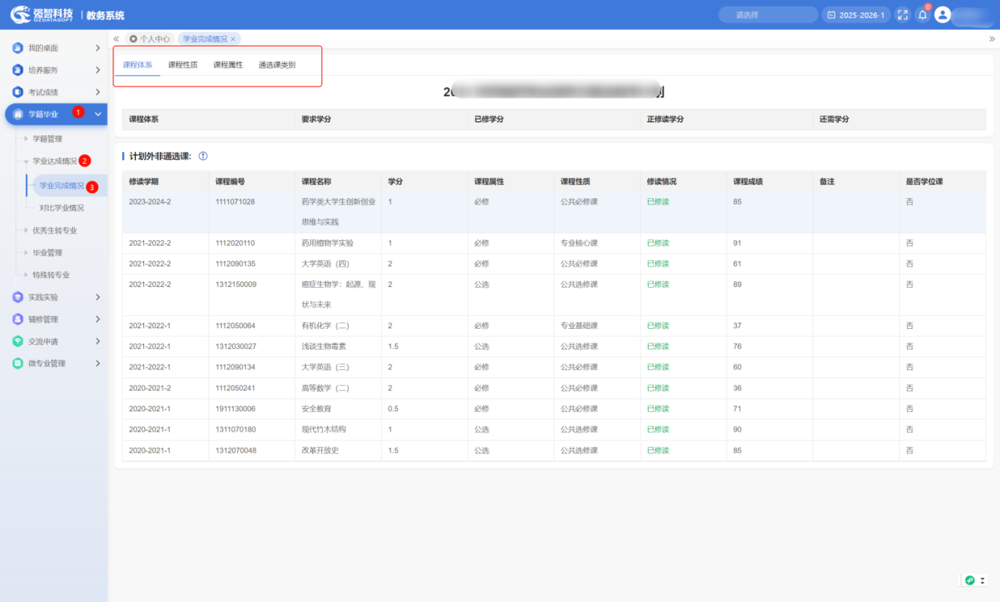 强智科技
QZDATASOFT
教务系统
请选择
2025-2026-1
0
我的桌面
培养服务
考试成绩
学籍毕业 1
学籍管理
学业达成情况 2
学业完成情况 3
对比学业情况
优秀生转专业
毕业管理
特殊转专业
实践实验
辅修管理
交流申请
微专业管理
« 个人中心 学业完成情况 × »
课程体系 课程性质 课程属性 通选课类别
课程体系 要求学分 已修学分 正修读学分 还需学分
计划外非通选课:
修读学期 课程编号 课程名称 学分 课程属性 课程性质 修读情况 课程成绩 备注 是否学位课
2023-2024-2 1111071028 药学类大学生创新创业 1 必修 公共必修课 已修读 85 否
思维与实践
2021-2022-2 1112020110 药用植物学实验 1 必修 专业核心课 已修读 91 否
2021-2022-2 1112090135 大学英语（四） 2 必修 公共必修课 已修读 61 否
2021-2022-2 1312150009 癌症生物学：起源、现 2 公选 公共选修课 已修读 89 否
状与未来
2021-2022-1 1112050064 有机化学（二） 2 必修 专业基础课 已修读 37 否
2021-2022-1 1312030027 浅谈生物毒素 1.5 公选 公共选修课 已修读 76 否
2021-2022-1 1112090134 大学英语（三） 2 必修 公共必修课 已修读 60 否
2020-2021-2 1112050241 高等数学（二） 2 必修 公共必修课 已修读 36 否
2020-2021-1 1911130006 安全教育 0.5 必修 公共必修课 已修读 71 否
2020-2021-1 1311070180 现代竹木结构 1 公选 公共选修课 已修读 90 否
2020-2021-1 1312070048 改革开放史 1.5 公选 公共选修课 已修读 85 否